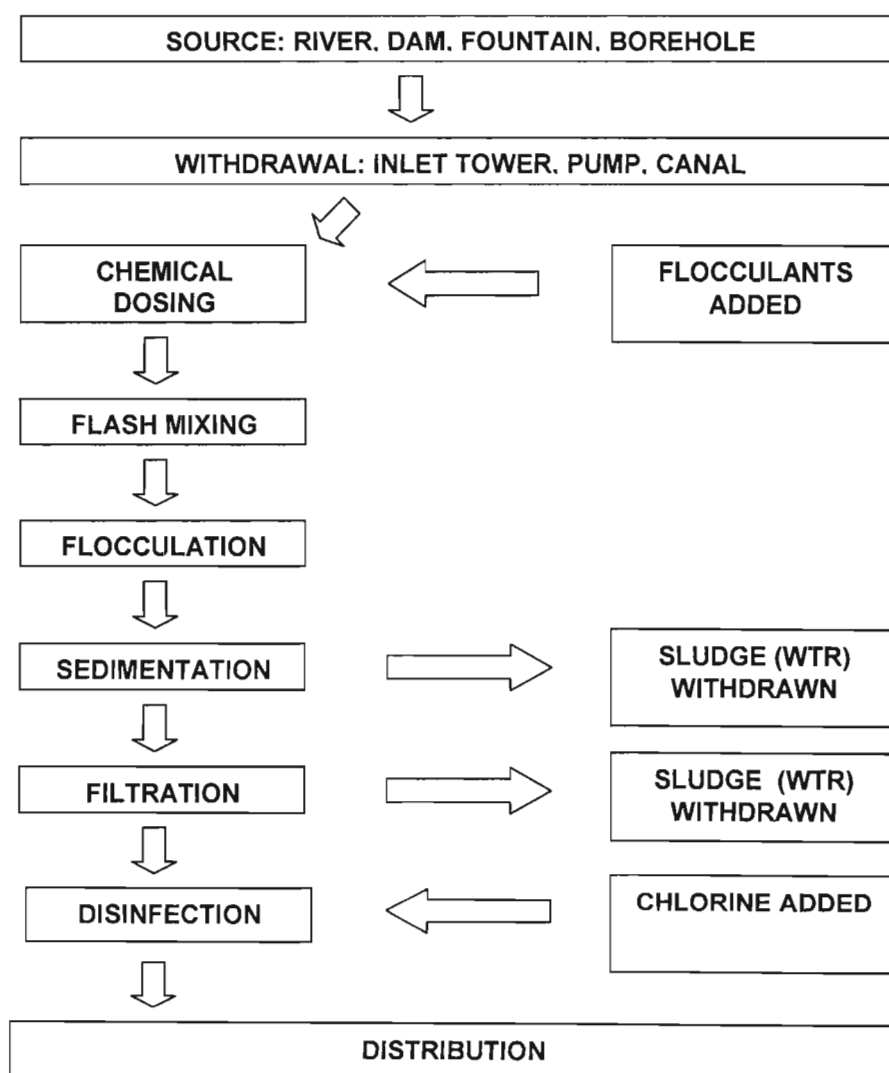 SOURCE: RIVER, DAM, FOUNTAIN, BOREHOLE
WITHDRAWAL: INLET TOWER, PUMP, CANAL
CHEMICAL
DOSING
FLOCCULANTS
ADDED
FLASH MIXING
FLOCCULATION
SEDIMENTATION
SLUDGE (WTR)
WITHDRAWN
FILTRATION
SLUDGE (WTR)
WITHDRAWN
DISINFECTION
CHLORINE ADDED
DISTRIBUTION